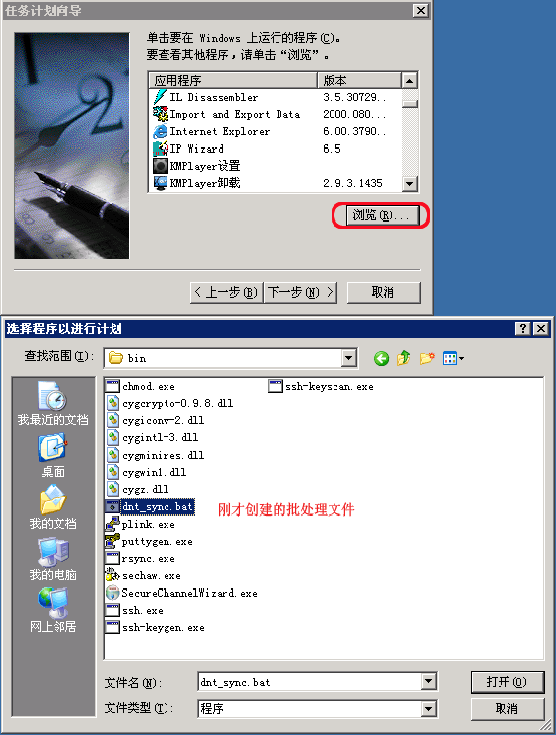 任务计划向导
单击要在 Windows 上运行的程序(C)。
要查看其他程序，请单击“浏览”。
应用程序 版本
IL Disassembler 3.5.30729..
Import and Export Data 2000.080...
Internet Explorer 6.00.3790..
IP Wizard 6.5
KMPlayer设置
KMPlayer卸载 2.9.3.1435
浏览(R)...
< 上一步(B) 下一步(N) > 取消
选择程序以进行计划
查找范围(I): bin
我最近的文档
桌面
我的文档
我的电脑
网上邻居
chmod.exe ssh-keyscan.exe
cygcrypto-0.9.8.dll
cygiconv-2.dll
cygintl-3.dll
cygminires.dll
cygwin1.dll
cygz.dll
dnt_sync.bat 刚才创建的批处理文件
plink.exe
puttygen.exe
rsync.exe
sechaw.exe
SecureChannelWizard.exe
ssh.exe
ssh-keygen.exe
文件名(N): dnt_sync.bat 打开(O)
文件类型(T): 程序 取消